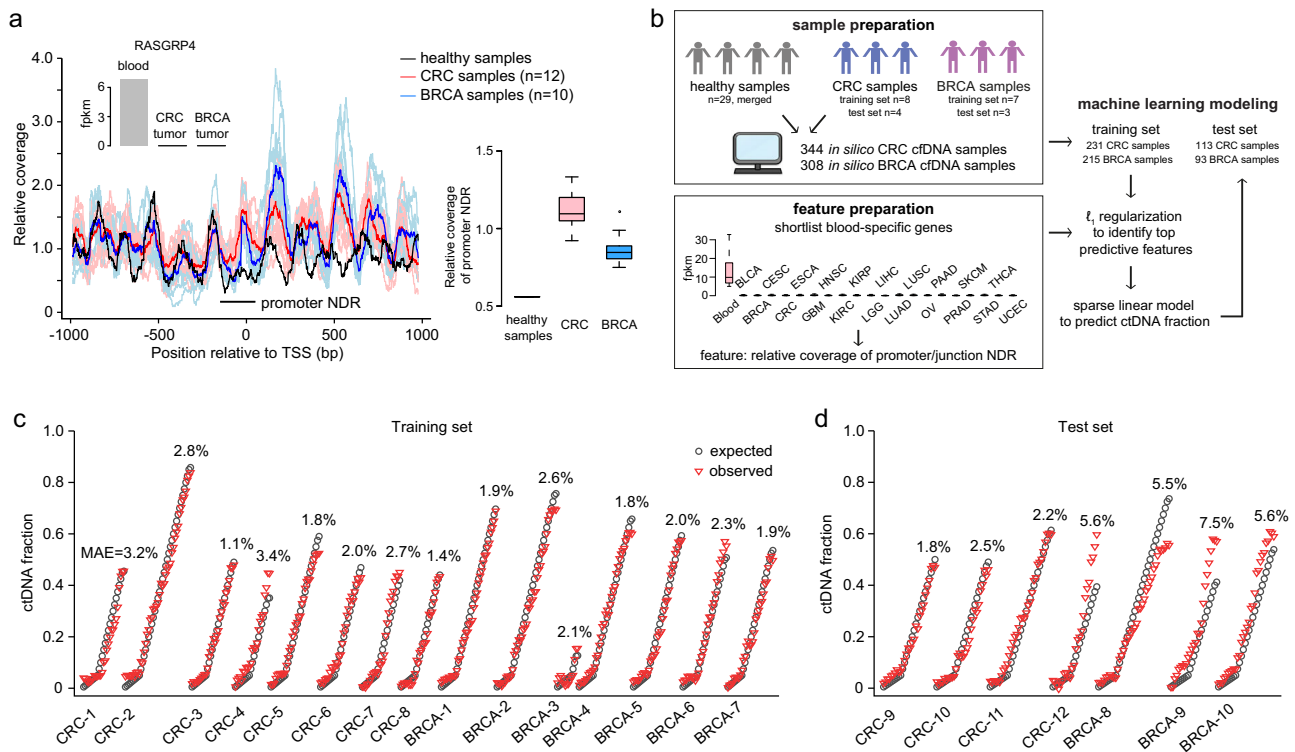 a
RASGRP4
blood
6
3
0
fpkm
CRC
tumor
BRCA
tumor
healthy samples
CRC samples (n=12)
BRCA samples (n=10)
4.0
3.0
2.0
1.0
0
Relative coverage
promoter NDR
-1000
-500
0
500
1000
Position relative to TSS (bp)
1.5
1.0
0.5
Relative coverage
of promoter NDR
healthy
samples
CRC
BRCA
b
sample preparation
healthy samples
n=29, merged
CRC samples
training set n=8
test set n=4
BRCA samples
training set n=7
test set n=3
344 in silico CRC cfDNA samples
308 in silico BRCA cfDNA samples
feature preparation
shortlist blood-specific genes
30
20
10
0
fpkm
BLCA
CESC
ESCA
HNSC
KIRP
LIHC
LUSC
PAAD
SKCM
THCA
Blood
BRCA
CRC
GBM
KIRC
LGG
LUAD
OV
PRAD
STAD
UCEC
feature: relative coverage of promoter/junction NDR
machine learning modeling
training set
231 CRC samples
215 BRCA samples
test set
113 CRC samples
93 BRCA samples
ℓ₁ regularization
to identify top
predictive features
sparse linear model
to predict ctDNA fraction
c
Training set
expected
observed
1.0
0.8
0.6
0.4
0.2
0
ctDNA fraction
MAE=3.2%
2.8%
1.1%
3.4%
1.8%
2.0%
2.7%
1.4%
1.9%
2.6%
2.1%
1.8%
2.0%
2.3%
1.9%
CRC-1
CRC-2
CRC-3
CRC-4
CRC-5
CRC-6
CRC-7
CRC-8
BRCA-1
BRCA-2
BRCA-3
BRCA-4
BRCA-5
BRCA-6
BRCA-7
d
Test set
1.0
0.8
0.6
0.4
0.2
0
ctDNA fraction
1.8%
2.5%
2.2%
5.6%
5.5%
7.5%
5.6%
CRC-9
CRC-10
CRC-11
CRC-12
BRCA-8
BRCA-9
BRCA-10